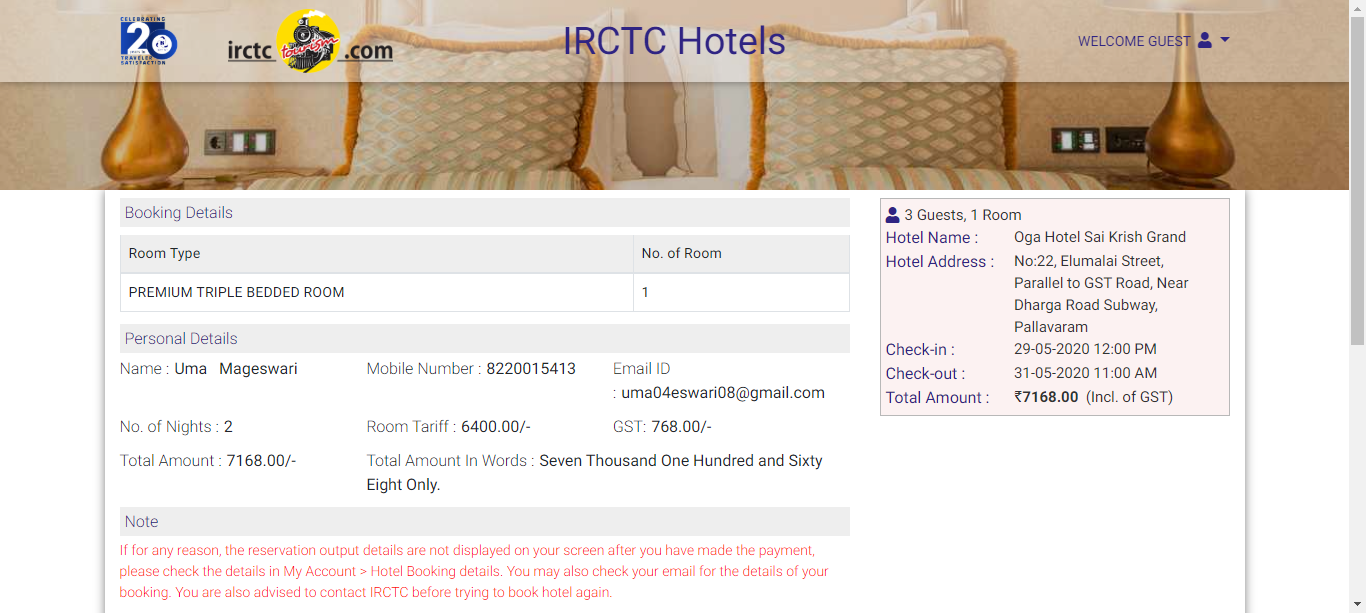 CELEBRATING
20
TRAVELER
SATISFACTION
irctc tourism .com
IRCTC Hotels
WELCOME GUEST
Booking Details
Room Type No. of Room
PREMIUM TRIPLE BEDDED ROOM 1
Personal Details
Name : Uma Mageswari Mobile Number : 8220015413 Email ID
: uma04eswari08@gmail.com
No. of Nights : 2 Room Tariff : 6400.00/- GST: 768.00/-
Total Amount : 7168.00/- Total Amount In Words : Seven Thousand One Hundred and Sixty
Eight Only.
Note
If for any reason, the reservation output details are not displayed on your screen after you have made the payment,
please check the details in My Account > Hotel Booking details. You may also check your email for the details of your
booking. You are also advised to contact IRCTC before trying to book hotel again.
3 Guests, 1 Room
Hotel Name : Oga Hotel Sai Krish Grand
Hotel Address : No:22, Elumalai Street,
Parallel to GST Road, Near
Dharga Road Subway,
Pallavaram
Check-in : 29-05-2020 12:00 PM
Check-out : 31-05-2020 11:00 AM
Total Amount : ₹7168.00 (Incl. of GST)